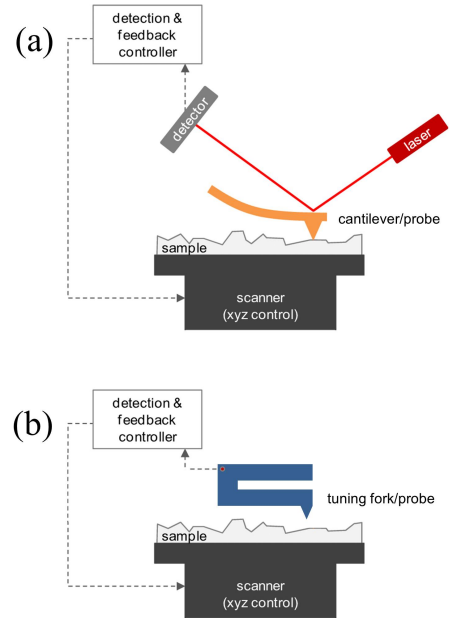 (a)
detection &
feedback
controller
detector
laser
cantilever/probe
sample
scanner
(xyz control)
(b)
detection &
feedback
controller
tuning fork/probe
sample
scanner
(xyz control)